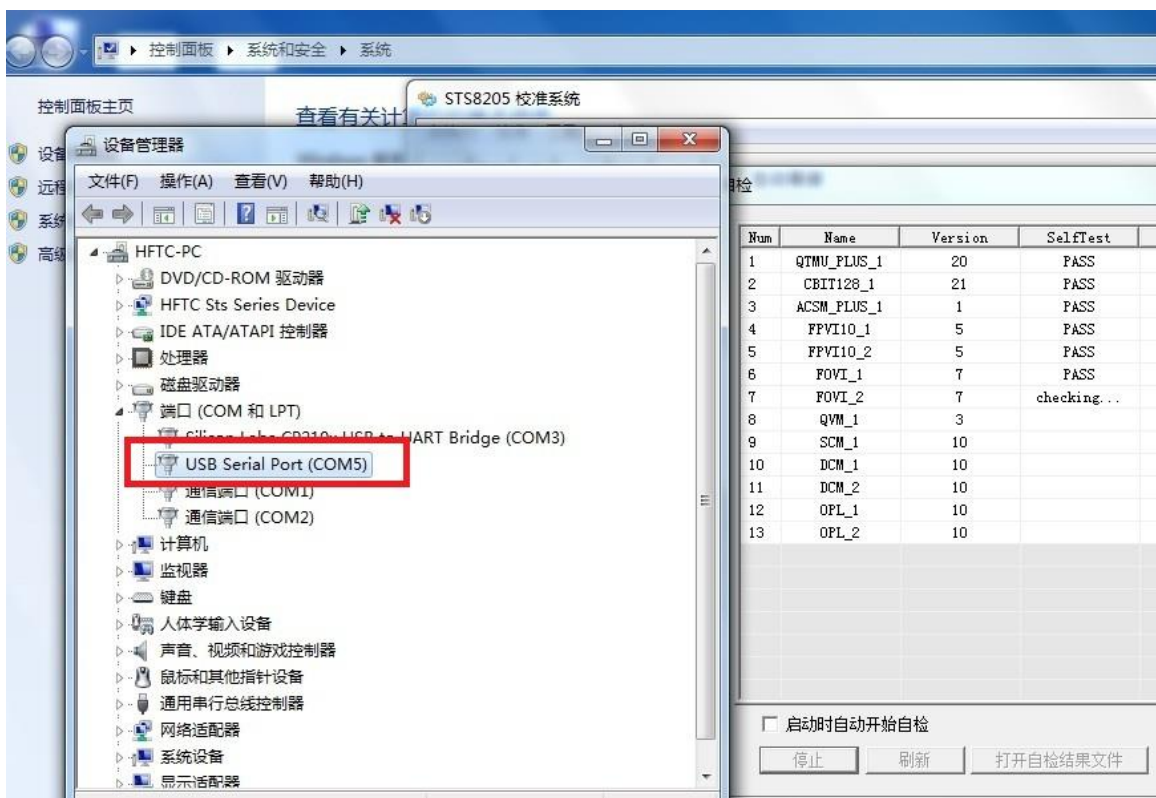 控制面板 系统和安全 系统
控制面板主页
查看有关计
STS8205 校准系统
设备管理器
设备
远程
系统
高级
文件(F) 操作(A) 查看(V) 帮助(H)
HFTC-PC
DVD/CD-ROM 驱动器
HFTC Sts Series Device
IDE ATA/ATAPI 控制器
处理器
磁盘驱动器
端口 (COM 和 LPT)
Silicon Labs CP210x USB to UART Bridge (COM3)
USB Serial Port (COM5)
通信端口 (COM1)
通信端口 (COM2)
计算机
监视器
键盘
人体学输入设备
声音、视频和游戏控制器
鼠标和其他指针设备
通用串行总线控制器
网络适配器
系统设备
显示适配器
自检
Num Name Version SelfTest
1 QTMU_PLUS_1 20 PASS
2 CBIT128_1 21 PASS
3 ACSM_PLUS_1 1 PASS
4 FPVI10_1 5 PASS
5 FPVI10_2 5 PASS
6 FOVI_1 7 PASS
7 FOVI_2 7 checking...
8 QVM_1 3
9 SCM_1 10
10 DCM_1 10
11 DCM_2 10
12 OPL_1 10
13 OPL_2 10
启动时自动开始自检
停止 刷新 打开自检结果文件